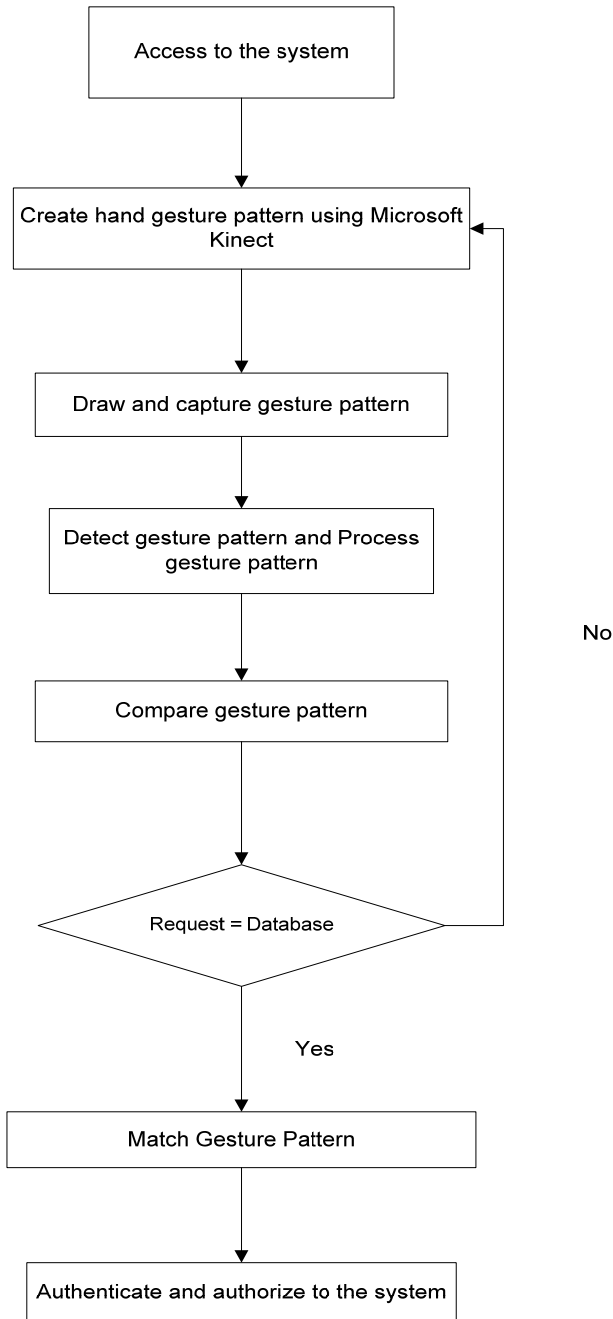 Access to the system
Create hand gesture pattern using Microsoft
Kinect
Draw and capture gesture pattern
Detect gesture pattern and Process
gesture pattern
No
Compare gesture pattern
Request = Database
Yes
Match Gesture Pattern
Authenticate and authorize to the system